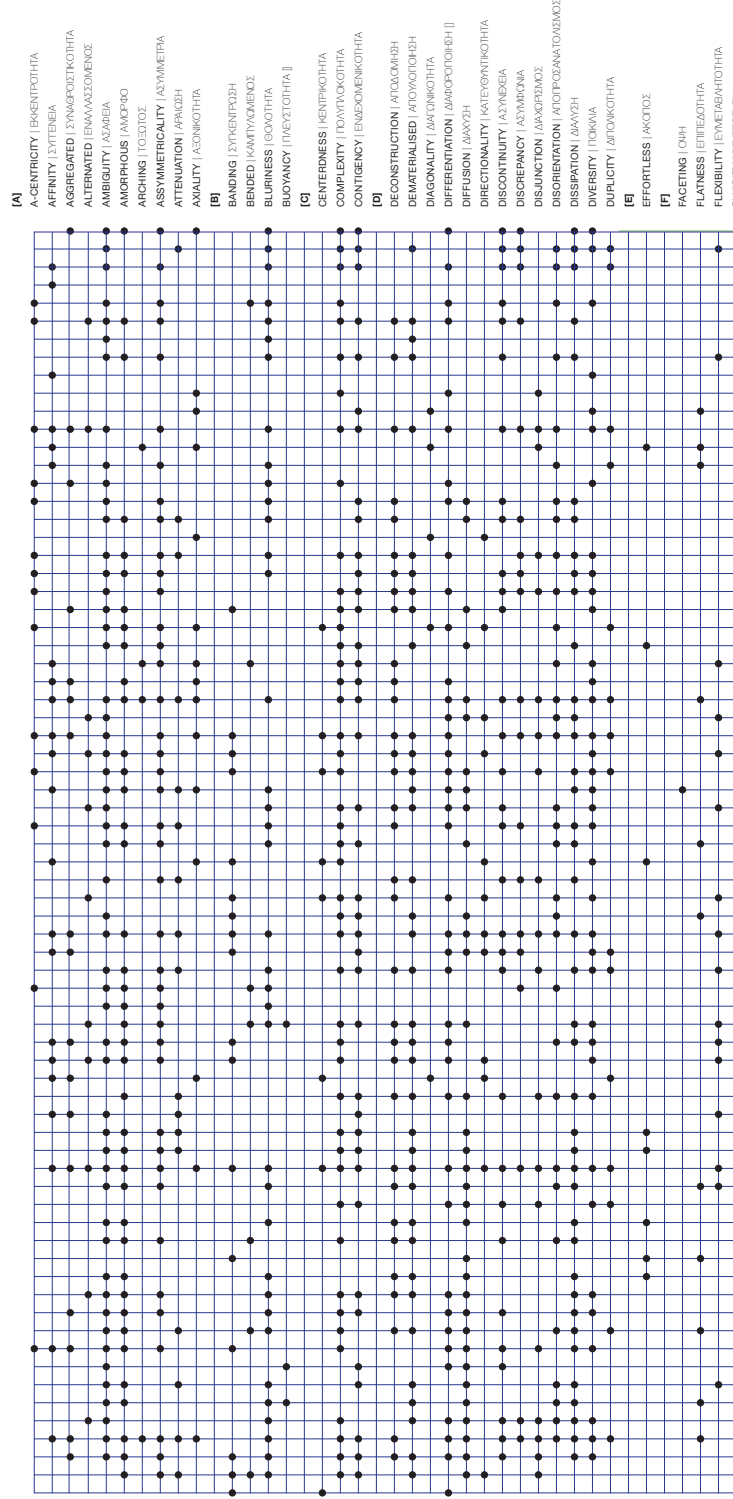 [A]
A-CENTRICITY | ΕΚΚΕΝΤΡΟΤΗΤΑ
AFFINITY | ΣΥΓΓΕΝΕΙΑ
AGGREGATED | ΣΥΝΑΘΡΟΙΣΤΙΚΟΤΗΤΑ
ALTERNATED | ΕΝΑΛΛΑΣΣΟΜΕΝΟΣ
AMBIGUITY | ΑΣΑΦΕΙΑ
AMORPHOUS | ΑΜΟΡΦΟ
ARCHING | ΤΟΞΩΤΟΣ
ASSYMETRICALITY | ΑΣΥΜΜΕΤΡΙΑ
ATTENUATION | ΑΡΑΙΩΣΗ
AXIALITY | ΑΞΟΝΙΚΟΤΗΤΑ
[B]
BANDING | ΣΥΓΚΕΝΤΡΩΣΗ
BENDED | ΚΑΜΠΥΛΩΜΕΝΟΣ
BLURINESS | ΘΟΛΟΤΗΤΑ
BUOYANCY | ΠΛΕΥΣΤΟΤΗΤΑ []
[C]
CENTERDNESS | ΚΕΝΤΡΙΚΟΤΗΤΑ
COMPLEXITY | ΠΟΛΥΠΛΟΚΟΤΗΤΑ
CONTIGENCY | ΕΝΔΕΧΟΜΕΝΙΚΟΤΗΤΑ
[D]
DECONSTRUCTION | ΑΠΟΔΟΜΗΣΗ
DEMATERIALISED | ΑΠΟΥΛΟΠΟΙΗΣΗ
DIAGONALITY | ΔΙΑΓΩΝΙΚΟΤΗΤΑ
DIFFERENTIATION | ΔΙΑΦΟΡΟΠΟΙΗΣΗ []
DIFFUSION | ΔΙΑΧΥΣΗ
DIRECTIONALITY | ΚΑΤΕΥΘΥΝΤΙΚΟΤΗΤΑ
DISCONTINUITY | ΑΣΥΝΕΧΕΙΑ
DISCREPANCY | ΑΣΥΜΦΩΝΙΑ
DISJUNCTION | ΔΙΑΧΩΡΙΣΜΟΣ
DISORIENTATION | ΑΠΟΠΡΟΣΑΝΑΤΟΛΙΣΜΟΣ
DISSIPATION | ΔΙΑΛΥΣΗ
DIVERSITY | ΠΟΙΚΙΛΙΑ
DUPLICITY | ΔΙΠΟΛΙΚΟΤΗΤΑ
[E]
EFFORTLESS | ΑΚΟΠΟΣ
[F]
FACETING | ΟΨΗ
FLATNESS | ΕΠΙΠΕΔΟΤΗΤΑ
FLEXIBILITY | ΕΥΜΕΤΑΒΛΗΤΟΤΗΤΑ